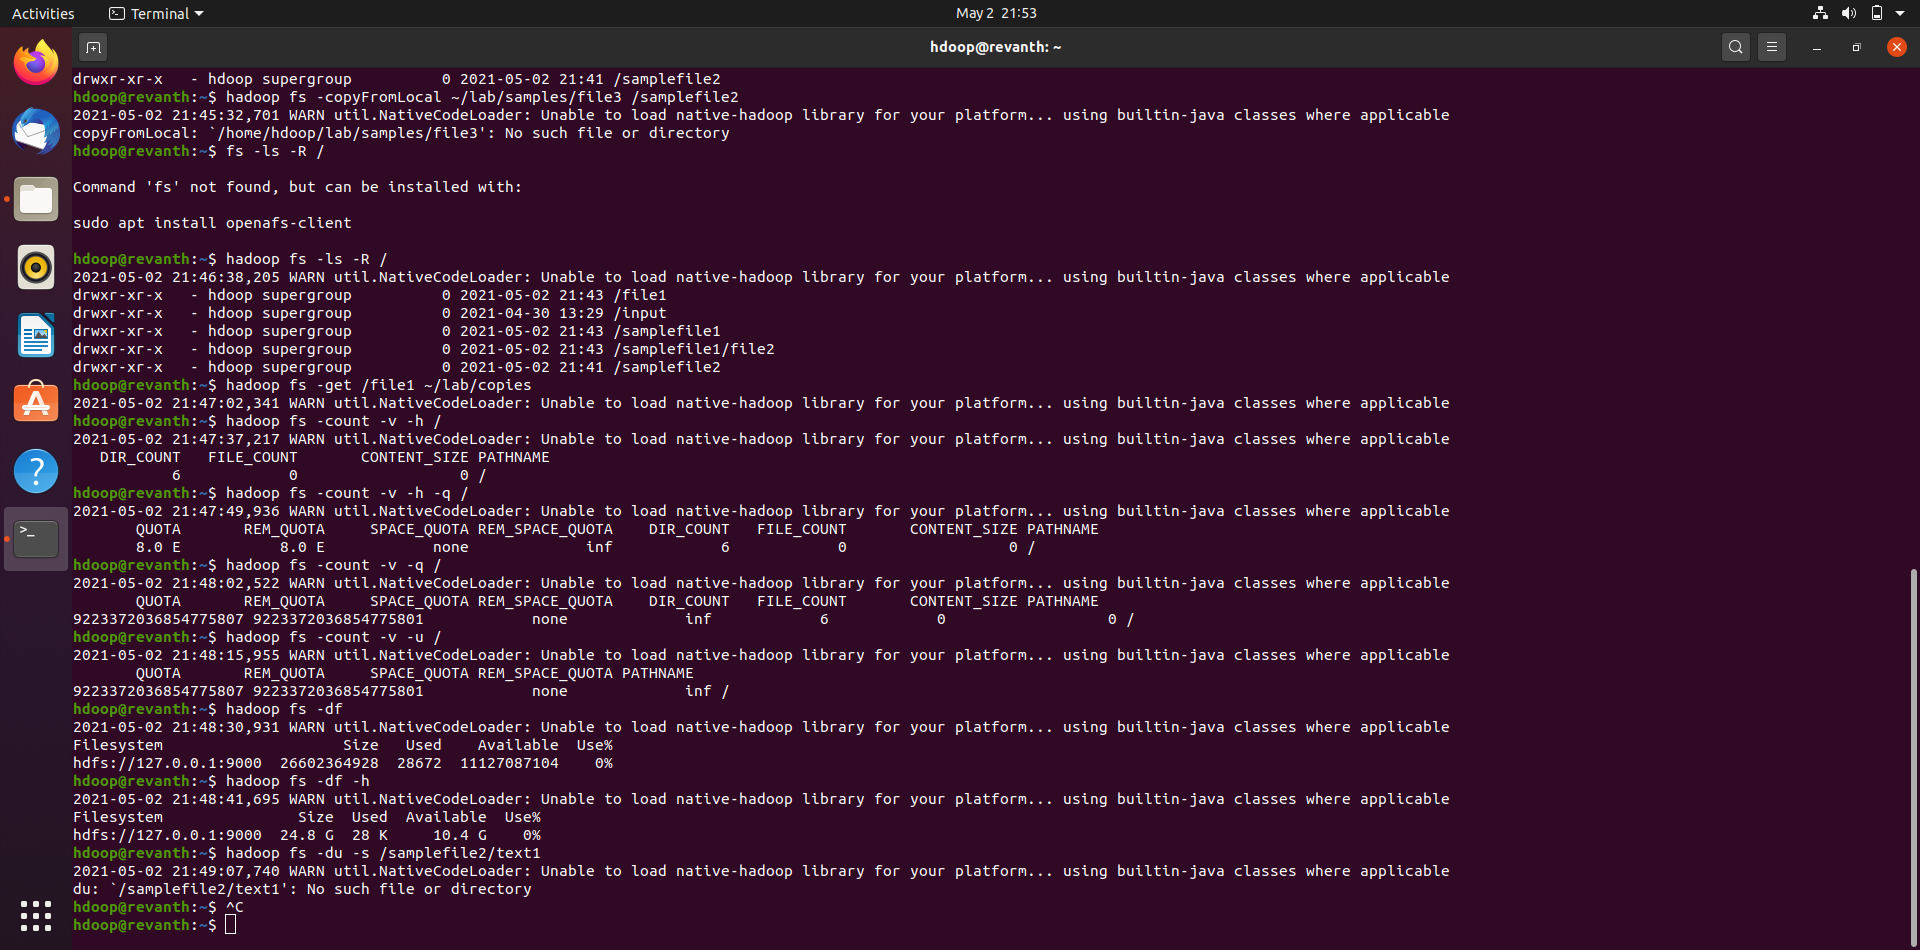 Activities
Terminal
May 2 21:53
hdoop@revanth: ~
drwxr-xr-x   - hdoop supergroup          0 2021-05-02 21:41 /samplefile2
hdoop@revanth:~$ hadoop fs -copyFromLocal ~/lab/samples/file3 /samplefile2
2021-05-02 21:45:32,701 WARN util.NativeCodeLoader: Unable to load native-hadoop library for your platform... using builtin-java classes where applicable
copyFromLocal: `/home/hdoop/lab/samples/file3': No such file or directory
hdoop@revanth:~$ fs -ls -R /
Command 'fs' not found, but can be installed with:
sudo apt install openafs-client
hdoop@revanth:~$ hadoop fs -ls -R /
2021-05-02 21:46:38,205 WARN util.NativeCodeLoader: Unable to load native-hadoop library for your platform... using builtin-java classes where applicable
drwxr-xr-x   - hdoop supergroup          0 2021-05-02 21:43 /file1
drwxr-xr-x   - hdoop supergroup          0 2021-04-30 13:29 /input
drwxr-xr-x   - hdoop supergroup          0 2021-05-02 21:43 /samplefile1
drwxr-xr-x   - hdoop supergroup          0 2021-05-02 21:43 /samplefile1/file2
drwxr-xr-x   - hdoop supergroup          0 2021-05-02 21:41 /samplefile2
hdoop@revanth:~$ hadoop fs -get /file1 ~/lab/copies
2021-05-02 21:47:02,341 WARN util.NativeCodeLoader: Unable to load native-hadoop library for your platform... using builtin-java classes where applicable
hdoop@revanth:~$ hadoop fs -count -v -h /
2021-05-02 21:47:37,217 WARN util.NativeCodeLoader: Unable to load native-hadoop library for your platform... using builtin-java classes where applicable
   DIR_COUNT   FILE_COUNT       CONTENT_SIZE PATHNAME
           6            0                  0 /
hdoop@revanth:~$ hadoop fs -count -v -h -q /
2021-05-02 21:47:49,936 WARN util.NativeCodeLoader: Unable to load native-hadoop library for your platform... using builtin-java classes where applicable
       QUOTA       REM_QUOTA     SPACE_QUOTA REM_SPACE_QUOTA    DIR_COUNT   FILE_COUNT       CONTENT_SIZE PATHNAME
       8.0 E           8.0 E            none             inf            6            0                  0 /
hdoop@revanth:~$ hadoop fs -count -v -q /
2021-05-02 21:48:02,522 WARN util.NativeCodeLoader: Unable to load native-hadoop library for your platform... using builtin-java classes where applicable
       QUOTA       REM_QUOTA     SPACE_QUOTA REM_SPACE_QUOTA    DIR_COUNT   FILE_COUNT       CONTENT_SIZE PATHNAME
9223372036854775807 9223372036854775801            none             inf            6            0                  0 /
hdoop@revanth:~$ hadoop fs -count -v -u /
2021-05-02 21:48:15,955 WARN util.NativeCodeLoader: Unable to load native-hadoop library for your platform... using builtin-java classes where applicable
       QUOTA       REM_QUOTA     SPACE_QUOTA REM_SPACE_QUOTA PATHNAME
9223372036854775807 9223372036854775801            none             inf /
hdoop@revanth:~$ hadoop fs -df
2021-05-02 21:48:30,931 WARN util.NativeCodeLoader: Unable to load native-hadoop library for your platform... using builtin-java classes where applicable
Filesystem                    Size   Used    Available  Use%
hdfs://127.0.0.1:9000  26602364928  28672  11127087104    0%
hdoop@revanth:~$ hadoop fs -df -h
2021-05-02 21:48:41,695 WARN util.NativeCodeLoader: Unable to load native-hadoop library for your platform... using builtin-java classes where applicable
Filesystem               Size  Used  Available  Use%
hdfs://127.0.0.1:9000  24.8 G  28 K     10.4 G    0%
hdoop@revanth:~$ hadoop fs -du -s /samplefile2/text1
2021-05-02 21:49:07,740 WARN util.NativeCodeLoader: Unable to load native-hadoop library for your platform... using builtin-java classes where applicable
du: `/samplefile2/text1': No such file or directory
hdoop@revanth:~$ ^C
hdoop@revanth:~$